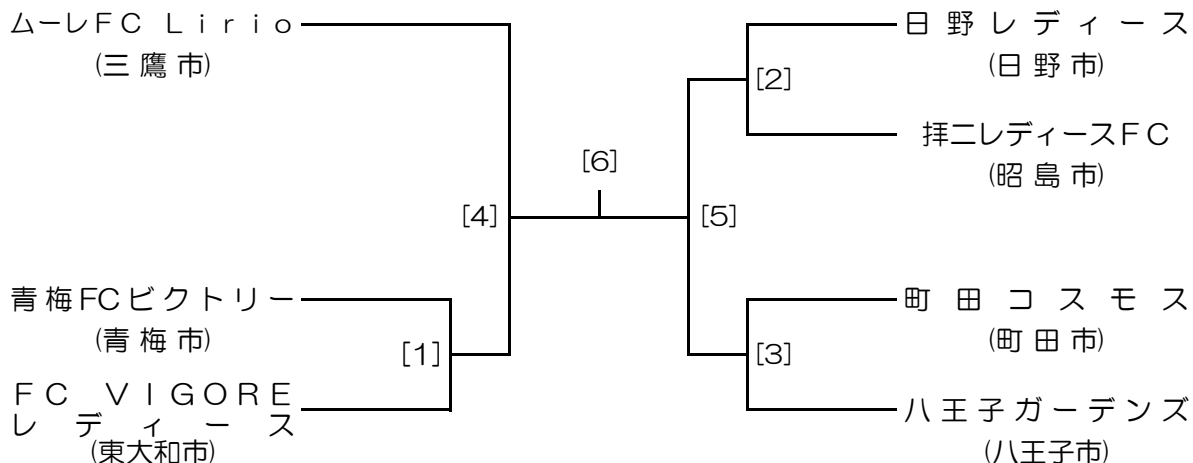 ムーレFC Lirio
(三鷹市)
[4]
青梅FCビクトリー
(青梅市)
[1]
FC VIGORE
レディース
(東大和市)
[6]
日野レディース
(日野市)
[2]
拝二レディースFC
(昭島市)
[5]
町田コスモス
(町田市)
[3]
八王子ガーデンズ
(八王子市)